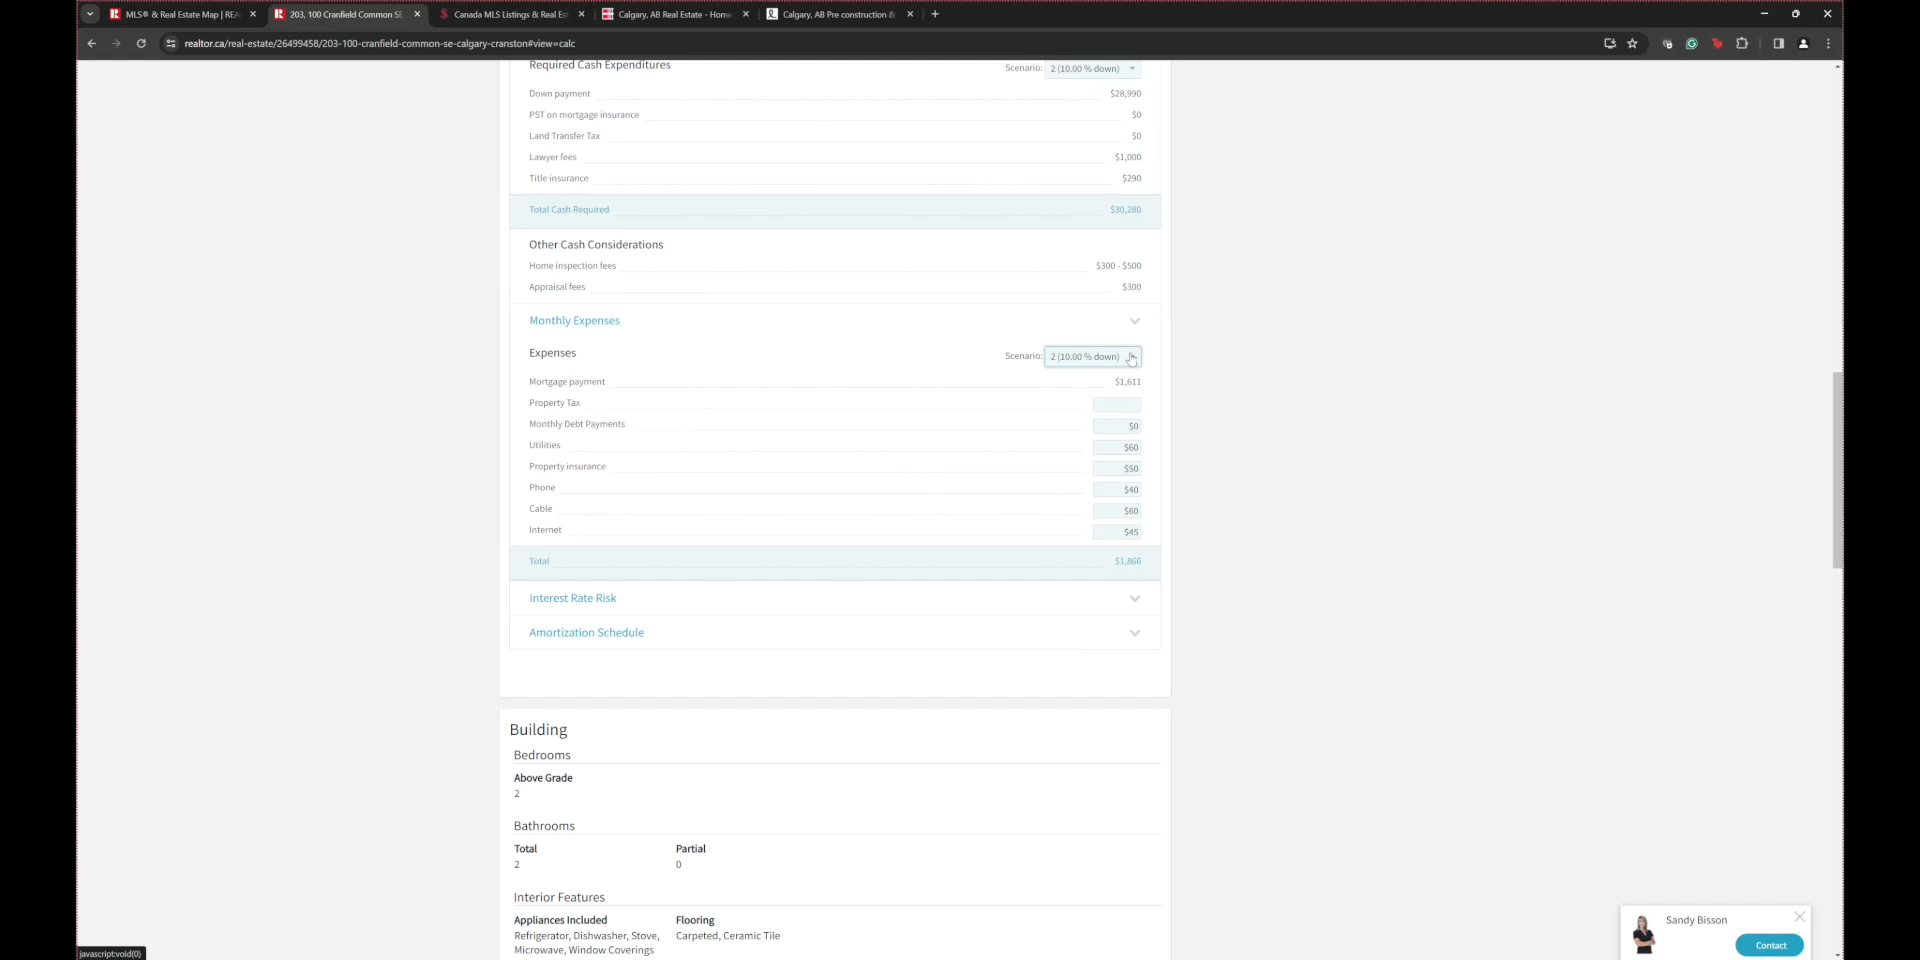 MLS® & Real Estate Map | REA
203, 100 Cranfield Common SE
Canada MLS Listings & Real Est
Calgary, AB Real Estate - Home
Calgary, AB Pre construction &
realtor.ca/real-estate/26499458/203-100-cranfield-common-se-calgary-cranston#view=calc
Required Cash Expenditures
Scenario: 2 (10.00 % down)
Down payment $28,990
PST on mortgage insurance $0
Land Transfer Tax $0
Lawyer fees $1,000
Title insurance $290
Total Cash Required $30,280
Other Cash Considerations
Home inspection fees $300 - $500
Appraisal fees $300
Monthly Expenses
Expenses
Scenario: 2 (10.00 % down)
Mortgage payment $1,611
Property Tax
Monthly Debt Payments $0
Utilities $60
Property insurance $50
Phone $40
Cable $60
Internet $45
Total $1,866
Interest Rate Risk
Amortization Schedule
Building
Bedrooms
Above Grade
2
Bathrooms
Total Partial
2 0
Interior Features
Appliances Included Flooring
Refrigerator, Dishwasher, Stove, Carpeted, Ceramic Tile
Microwave, Window Coverings
Sandy Bisson
Contact
javascript:void(0)